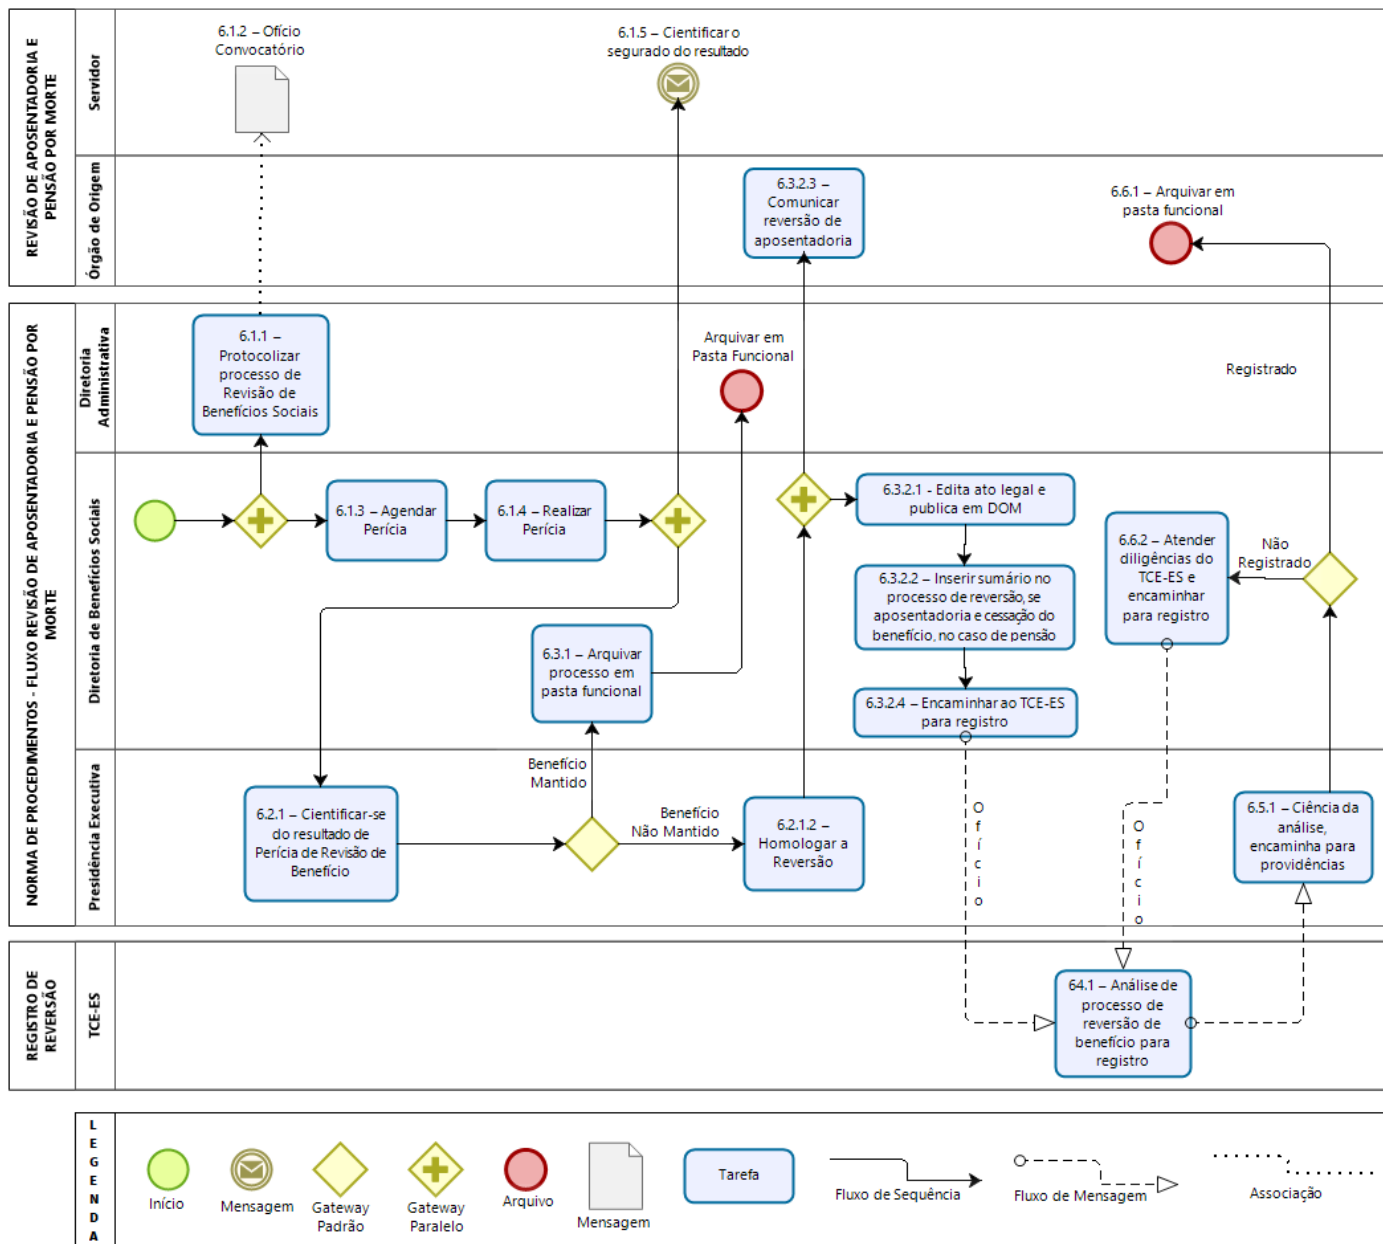 REVISÃO DE APOSENTADORIA E
PENSÃO POR MORTE
Servidor
6.1.2 – Ofício
Convocatório
6.1.5 – Cientificar o
segurado do resultado
Órgão de Origem
6.3.2.3 –
Comunicar
reversão de
aposentadoria
6.6.1 – Arquivar em
pasta funcional
NORMA DE PROCEDIMENTOS - FLUXO REVISÃO DE APOSENTADORIA E PENSÃO POR
MORTE
Diretoria
Administrativa
6.1.1 –
Protocolizar
processo de
Revisão de
Benefícios Sociais
Arquivar em
Pasta Funcional
Registrado
Diretoria de Benefícios Sociais
6.1.3 – Agendar
Perícia
6.1.4 – Realizar
Perícia
6.3.2.1 - Edita ato legal e
publica em DOM
6.6.2 – Atender
diligências do
TCE-ES e
encaminhar
para registro
Não
Registrado
6.3.2.2 – Inserir sumário no
processo de reversão, se
aposentadoria e cessação do
benefício, no caso de pensão
6.3.1 – Arquivar
processo em
pasta funcional
6.3.2.4 – Encaminhar ao TCE-ES
para registro
Presidência Executiva
Benefício
Mantido
6.2.1 – Cientificar-se
do resultado de
Perícia de Revisão de
Benefício
Benefício
Não Mantido
6.2.1.2 –
Homologar a
Reversão
Ofício
Ofício
6.5.1 – Ciência da
análise,
encaminha para
providências
REGISTRO DE
REVERSÃO
TCE-ES
64.1 – Análise de
processo de
reversão de
benefício para
registro
LEGENDA
Início
Mensagem
Gateway
Padrão
Gateway
Paralelo
Arquivo
Mensagem
Tarefa
Fluxo de Sequência
Fluxo de Mensagem
Associação